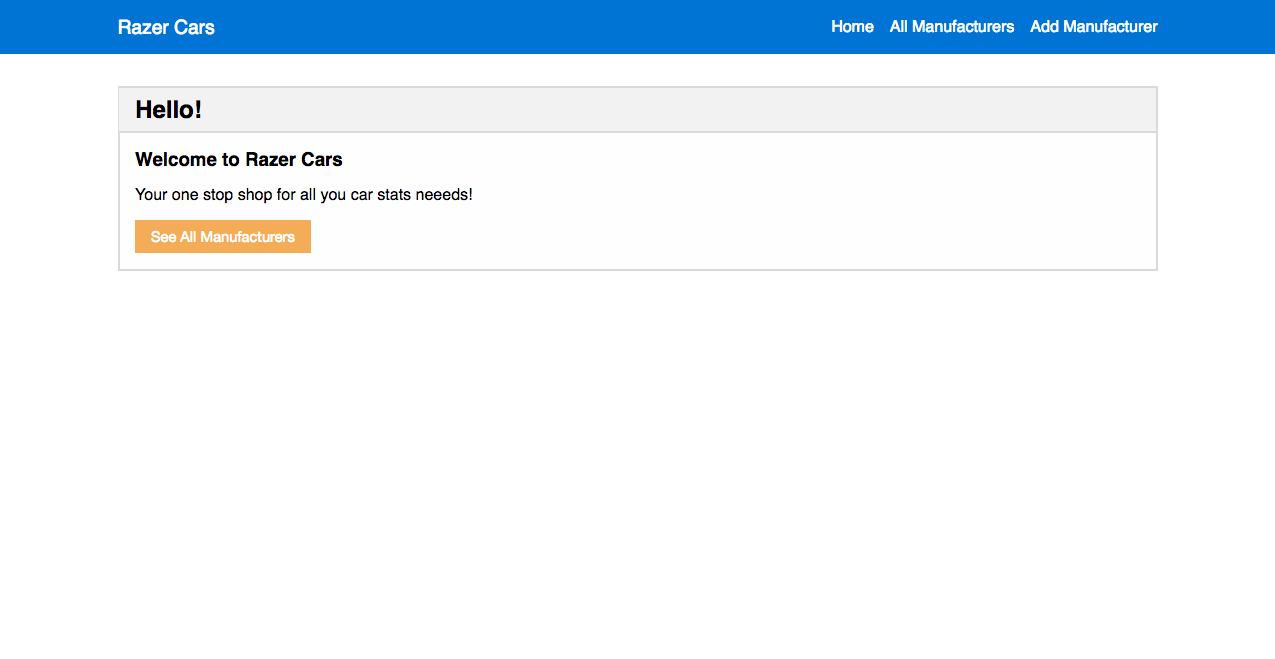 Razer Cars
Home All Manufacturers Add Manufacturer
Hello!
Welcome to Razer Cars
Your one stop shop for all you car stats neeeds!
See All Manufacturers